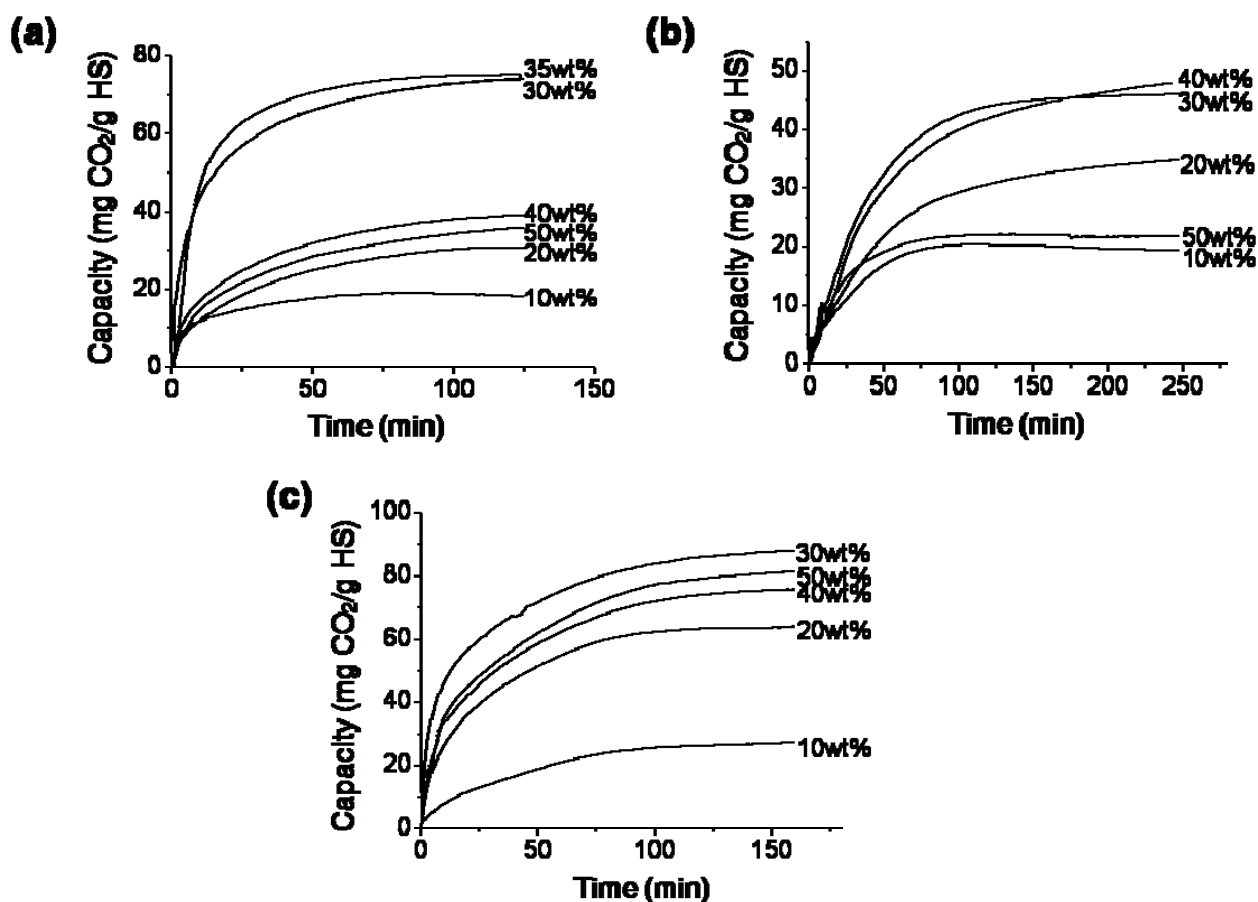 (a)
Capacity (mg CO₂/g HS)
80
60
40
20
0
35wt%
30wt%
40wt%
50wt%
20wt%
10wt%
0 50 100 150
Time (min)
(b)
Capacity (mg CO₂/g HS)
50
40
30
20
10
0
40wt%
30wt%
20wt%
50wt%
10wt%
0 50 100 150 200 250
Time (min)
(c)
Capacity (mg CO₂/g HS)
100
80
60
40
20
0
30wt%
50wt%
40wt%
20wt%
10wt%
0 50 100 150
Time (min)